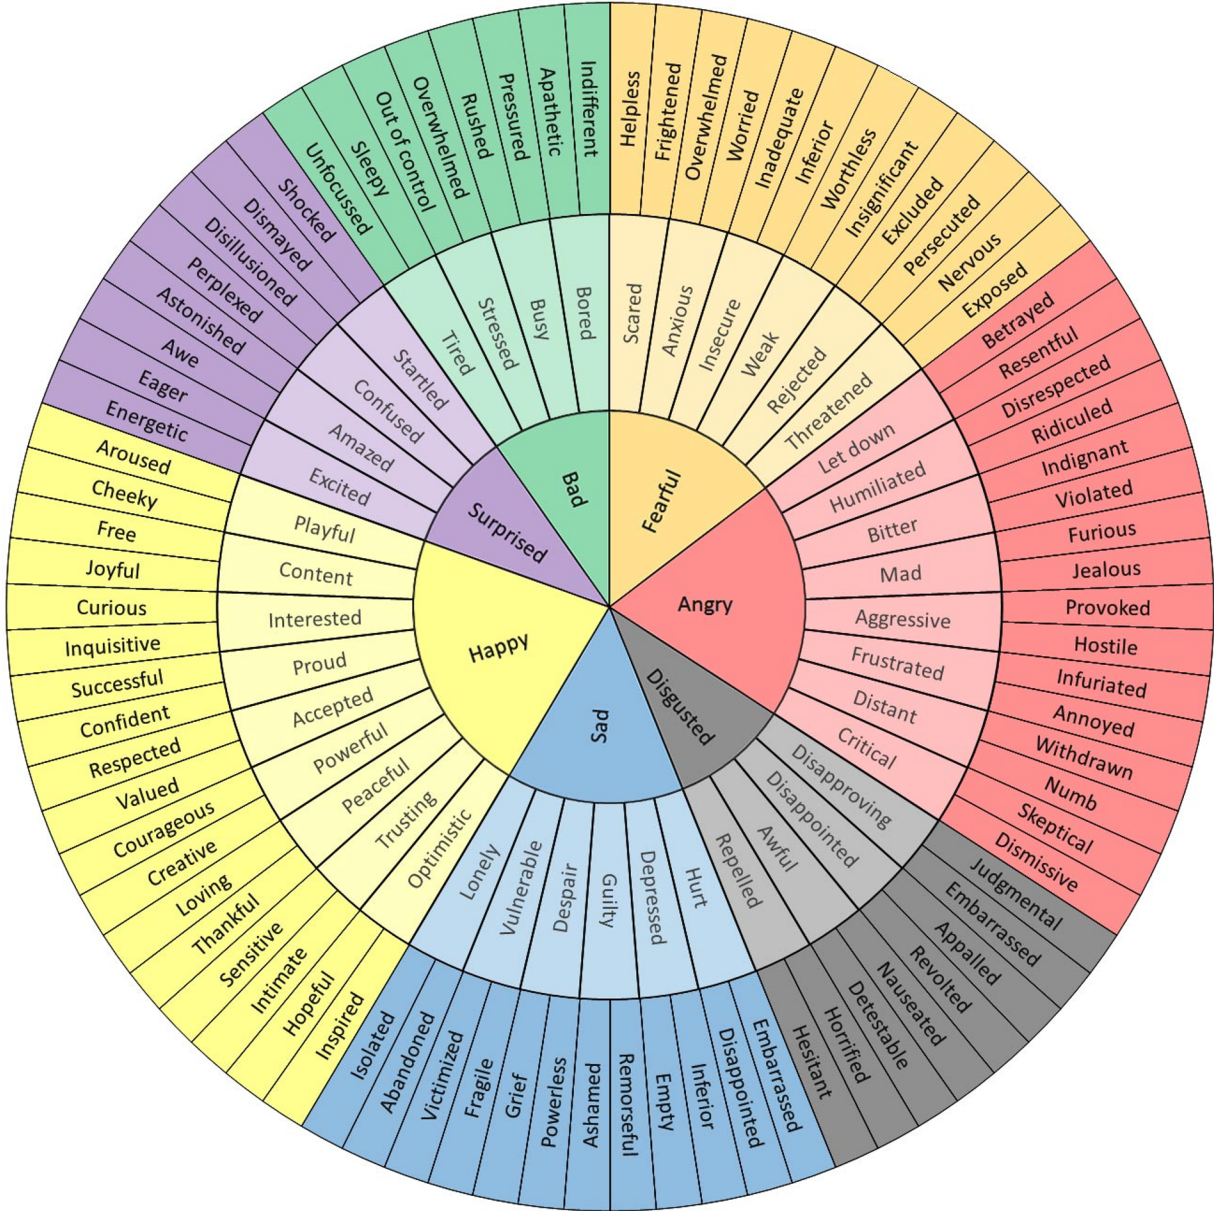 Bad
Fearful
Angry
Disgusted
Sad
Happy
Surprised
Scared
Anxious
Insecure
Weak
Rejected
Threatened
Let down
Humiliated
Bitter
Mad
Aggressive
Frustrated
Distant
Critical
Disapproving
Disappointed
Awful
Repelled
Hurt
Depressed
Guilty
Despair
Vulnerable
Lonely
Optimistic
Trusting
Peaceful
Powerful
Accepted
Proud
Interested
Content
Playful
Excited
Amazed
Confused
Startled
Tired
Stressed
Busy
Bored
Helpless
Frightened
Overwhelmed
Worried
Inadequate
Inferior
Worthless
Insignificant
Excluded
Persecuted
Nervous
Exposed
Betrayed
Resentful
Disrespected
Ridiculed
Indignant
Violated
Furious
Jealous
Provoked
Hostile
Infuriated
Annoyed
Withdrawn
Numb
Skeptical
Dismissive
Judgmental
Embarrassed
Appalled
Revolted
Nauseated
Detestable
Horrified
Hesitant
Embarrassed
Disappointed
Inferior
Empty
Remorseful
Ashamed
Powerless
Grief
Fragile
Victimized
Abandoned
Isolated
Inspired
Hopeful
Intimate
Sensitive
Thankful
Loving
Creative
Courageous
Valued
Respected
Confident
Successful
Inquisitive
Curious
Joyful
Free
Cheeky
Aroused
Energetic
Eager
Awe
Astonished
Perplexed
Disillusioned
Dismayed
Shocked
Unfocussed
Sleepy
Out of control
Overwhelmed
Rushed
Pressured
Apathetic
Indifferent